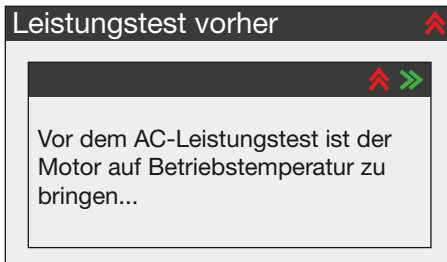 Leistungstest vorher
Vor dem AC-Leistungstest ist der
Motor auf Betriebstemperatur zu
bringen...